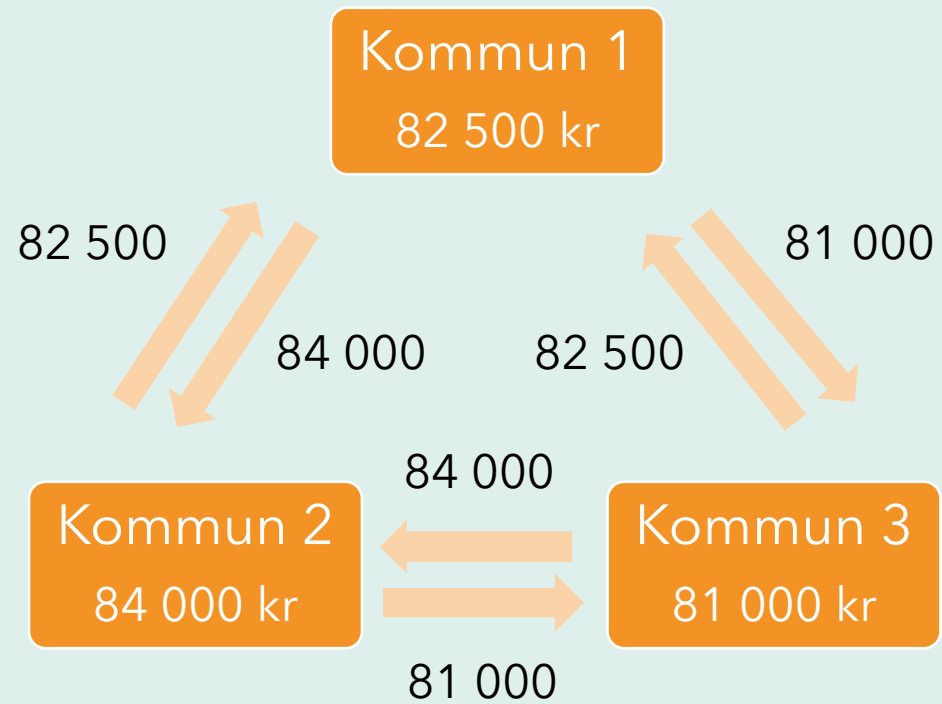 Kommun 1
82 500 kr
82 500
81 000
84 000
82 500
84 000
Kommun 2
84 000 kr
Kommun 3
81 000 kr
81 000